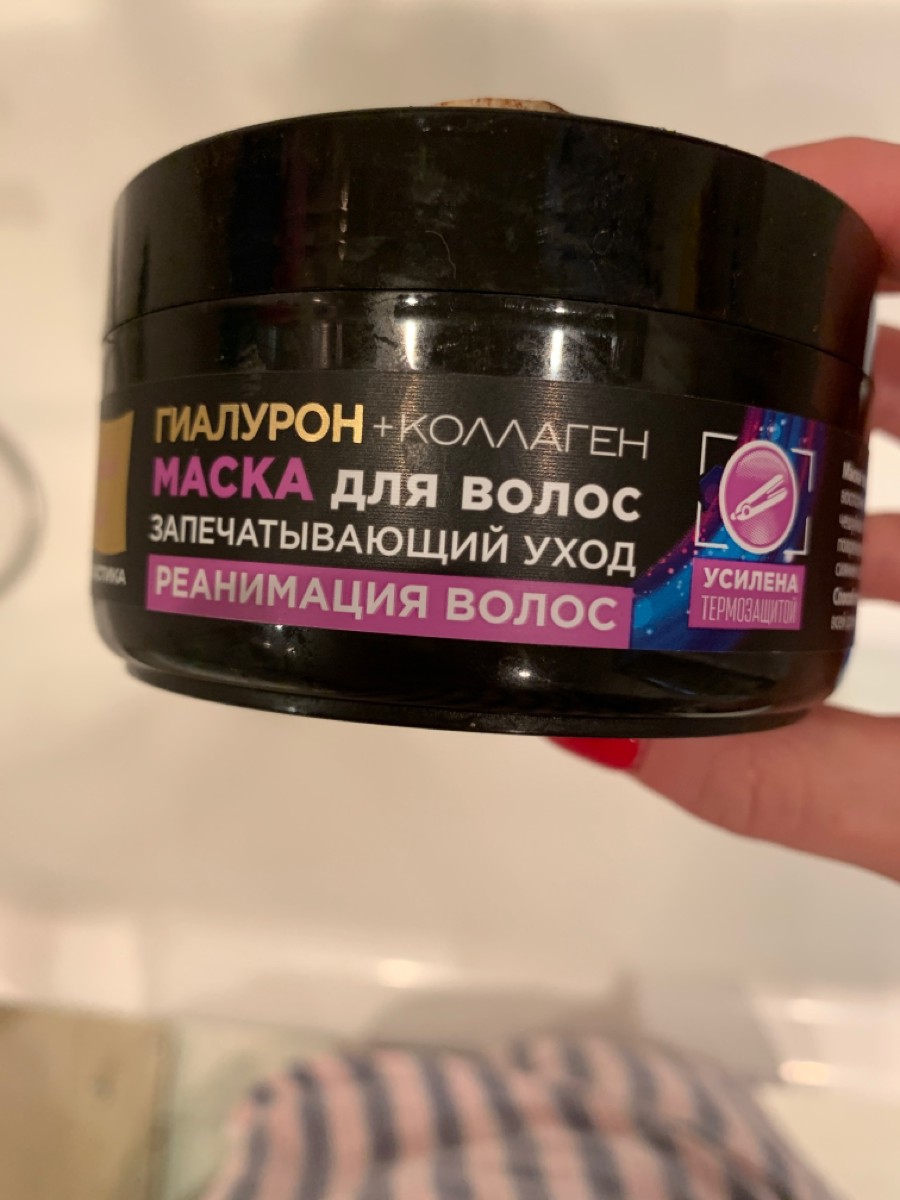 ГИАЛУРОН + КОЛЛАГЕН
МАСКА ДЛЯ ВОЛОС
ЗАПЕЧАТЫВАЮЩИЙ УХОД
РЕАНИМАЦИЯ ВОЛОС
УСИЛЕНА
ТЕРМОЗАЩИТОЙ